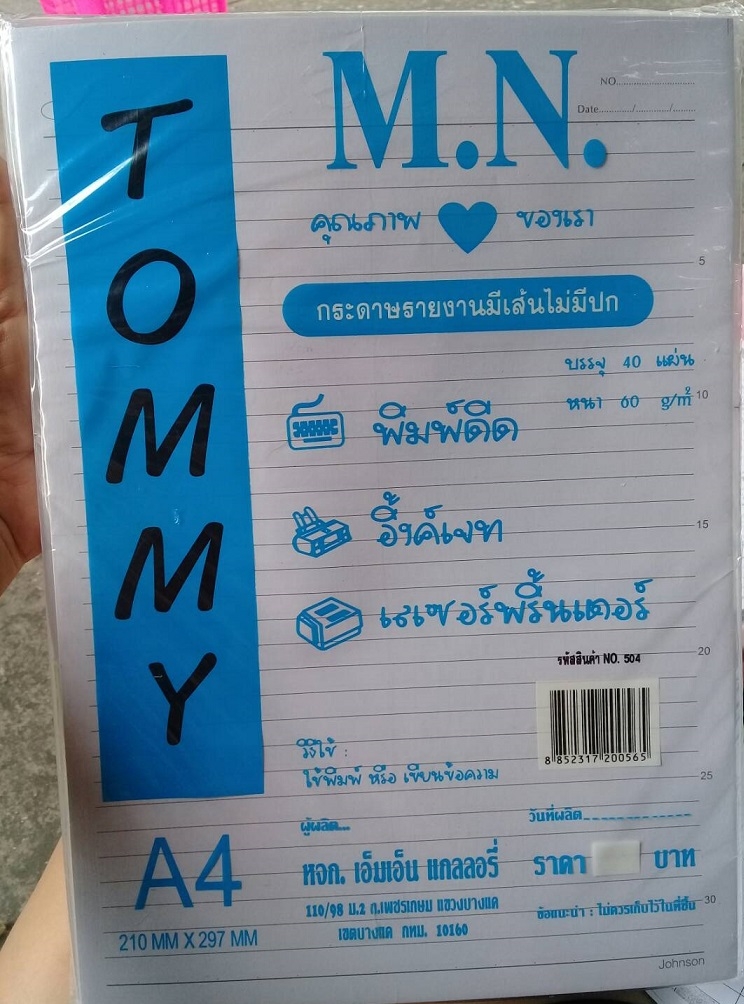 TOMMY
M.N.
NO.
Date......./......./.......
คุณภาพ ของเรา
5
กระดาษรายงานมีเส้นไม่มีปก
บรรจุ 40 แผ่น
หนา 60 g/m² 10
พิมพ์ดีด
อิ้งค์เจท
15
เลเซอร์พริ้นเตอร์
รหัสสินค้า NO. 504
20
8 852317 200565
วิธีใช้ :
ใช้พิมพ์ หรือ เขียนข้อความ
25
ผู้ผลิต...
วันที่ผลิต
A4
หจก. เอ็มเอ็น แกลลอรี่ ราคา บาท
110/98 ม.2 ถ.เพชรเกษม แขวงบางแค
ข้อแนะนำ : ไม่ควรเก็บไว้ในที่ชื้น 30
เขตบางแค กทม. 10160
210 MM X 297 MM
Johnson